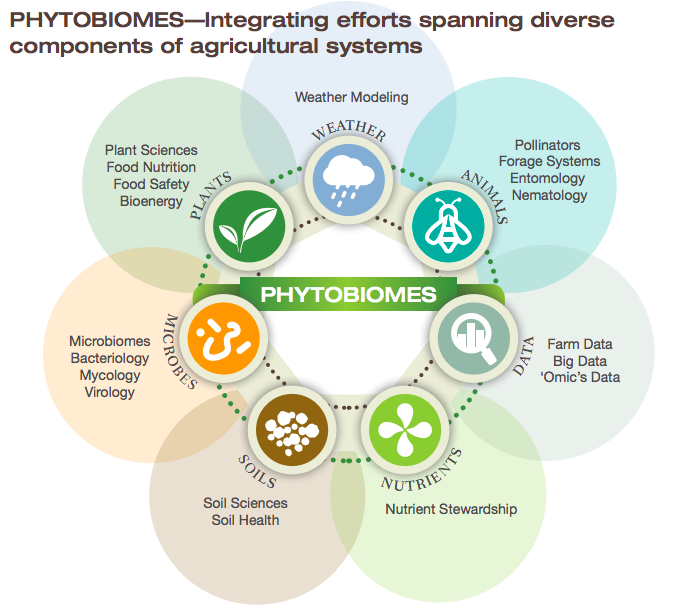 PHYTOBIOMES—Integrating efforts spanning diverse
components of agricultural systems
Weather Modeling
WEATHER
Plant Sciences
Food Nutrition
Food Safety
Bioenergy
PLANTS
Pollinators
Forage Systems
Entomology
Nematology
ANIMALS
PHYTOBIOMES
Microbiomes
Bacteriology
Mycology
Virology
MICROBES
Farm Data
Big Data
‘Omic’s Data
DATA
SOILS
Soil Sciences
Soil Health
NUTRIENTS
Nutrient Stewardship